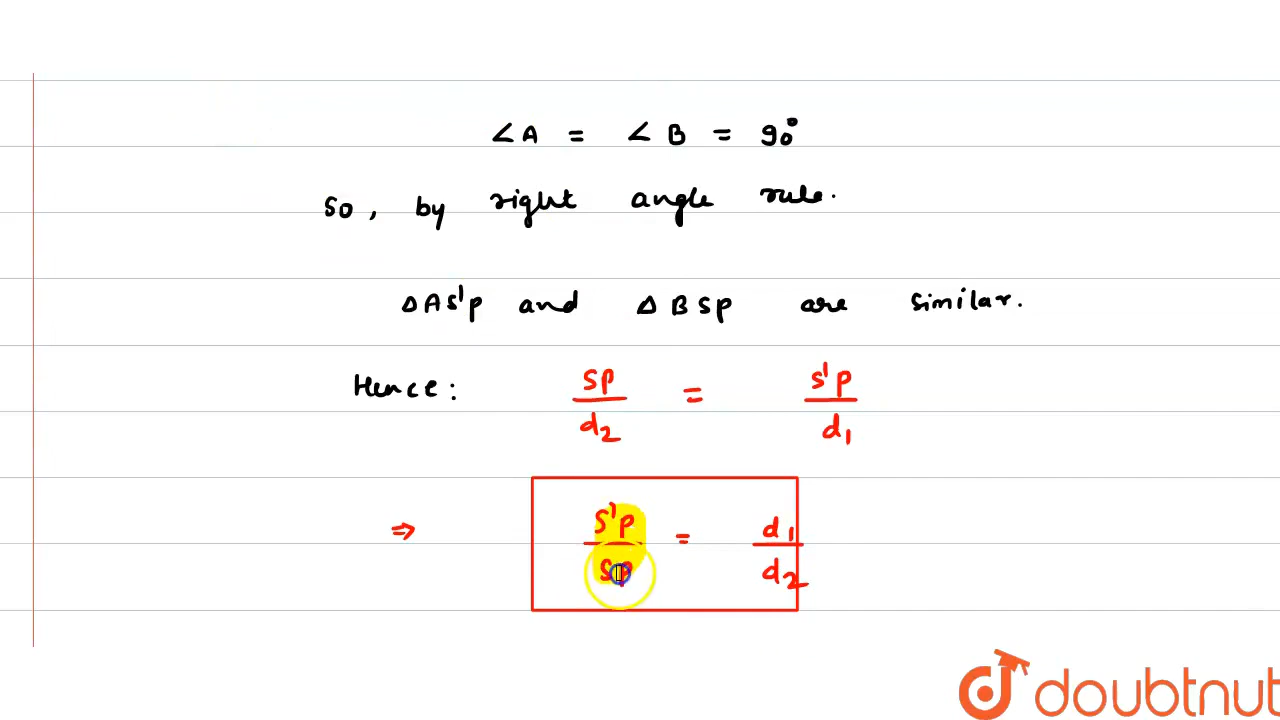 ∠A = ∠B = 90°
So, by right angle rule.
ΔAS'P and ΔBSP are similar.
Hence: SP/d2 = S'P/d1
⇒ S'P/SP = d1/d2
doubtnut